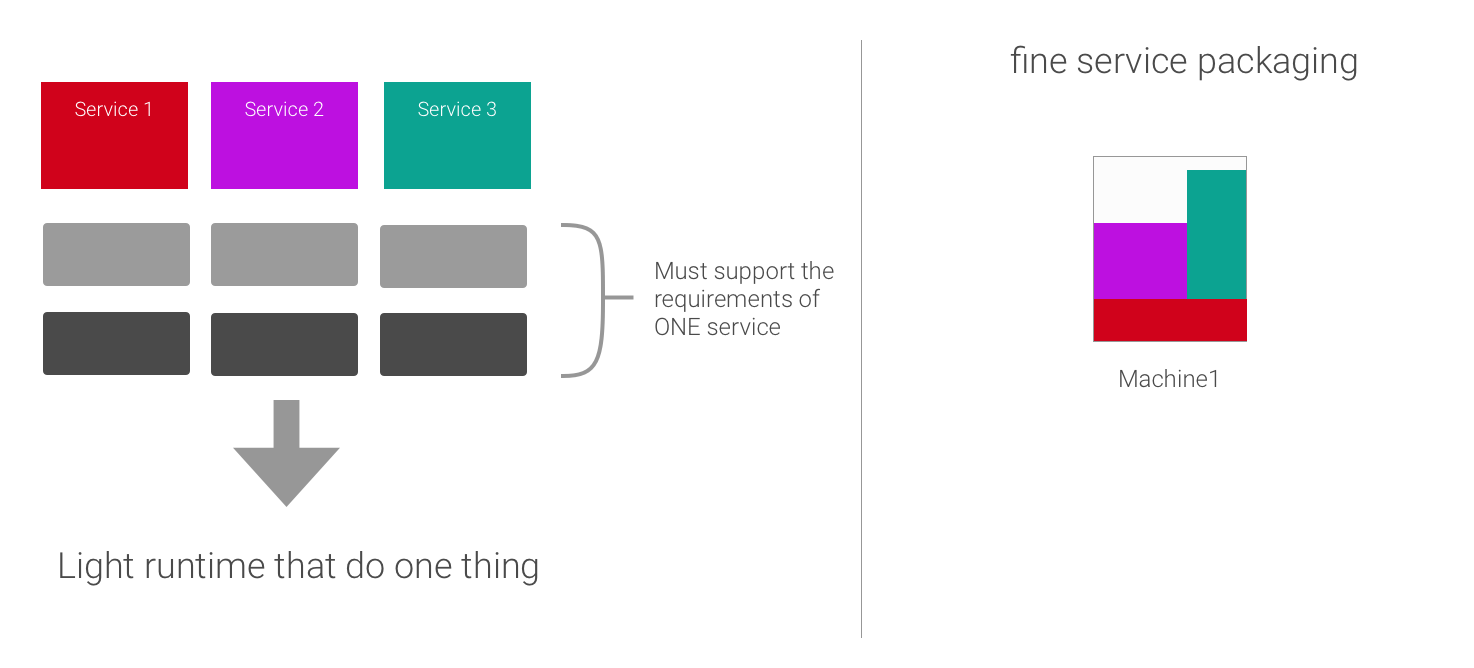 fine service packaging
Service 1
Service 2
Service 3
Must support the
requirements of
ONE service
Machine1
Light runtime that do one thing